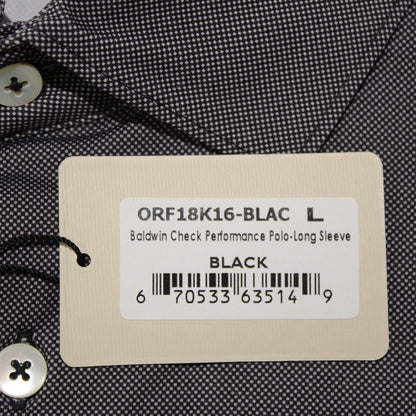 ORF18K16-BLAC L
Baldwin Check Performance Polo-Long Sleeve
BLACK
6 70533 63514 9